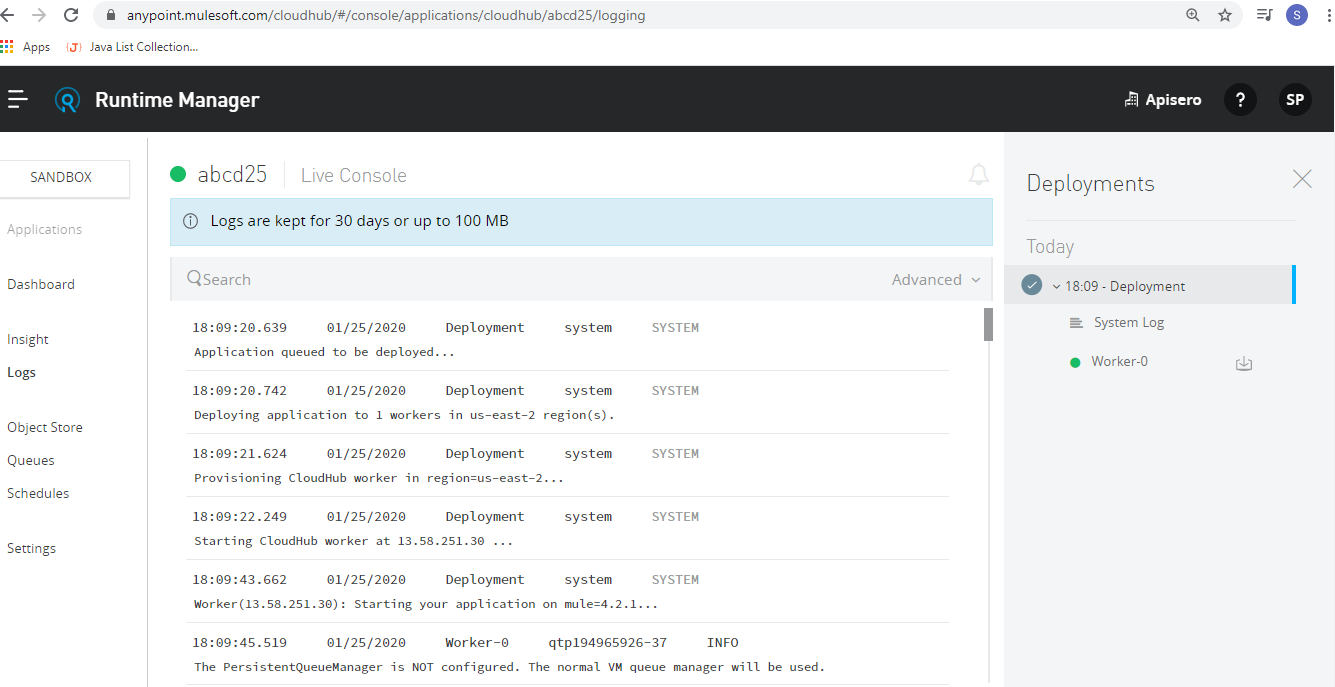 anypoint.mulesoft.com/cloudhub/#/console/applications/cloudhub/abcd25/logging
S
Apps
Java List Collection...
Runtime Manager
Apisero
?
SP
SANDBOX
Applications
Dashboard
Insight
Logs
Object Store
Queues
Schedules
Settings
abcd25
Live Console
Logs are kept for 30 days or up to 100 MB
Search
Advanced
18:09:20.639 01/25/2020 Deployment system SYSTEM
Application queued to be deployed...
18:09:20.742 01/25/2020 Deployment system SYSTEM
Deploying application to 1 workers in us-east-2 region(s).
18:09:21.624 01/25/2020 Deployment system SYSTEM
Provisioning CloudHub worker in region=us-east-2...
18:09:22.249 01/25/2020 Deployment system SYSTEM
Starting CloudHub worker at 13.58.251.30 ...
18:09:43.662 01/25/2020 Deployment system SYSTEM
Worker(13.58.251.30): Starting your application on mule=4.2.1...
18:09:45.519 01/25/2020 Worker-0 qtp194965926-37 INFO
The PersistentQueueManager is NOT configured. The normal VM queue manager will be used.
Deployments
Today
18:09 - Deployment
System Log
Worker-0